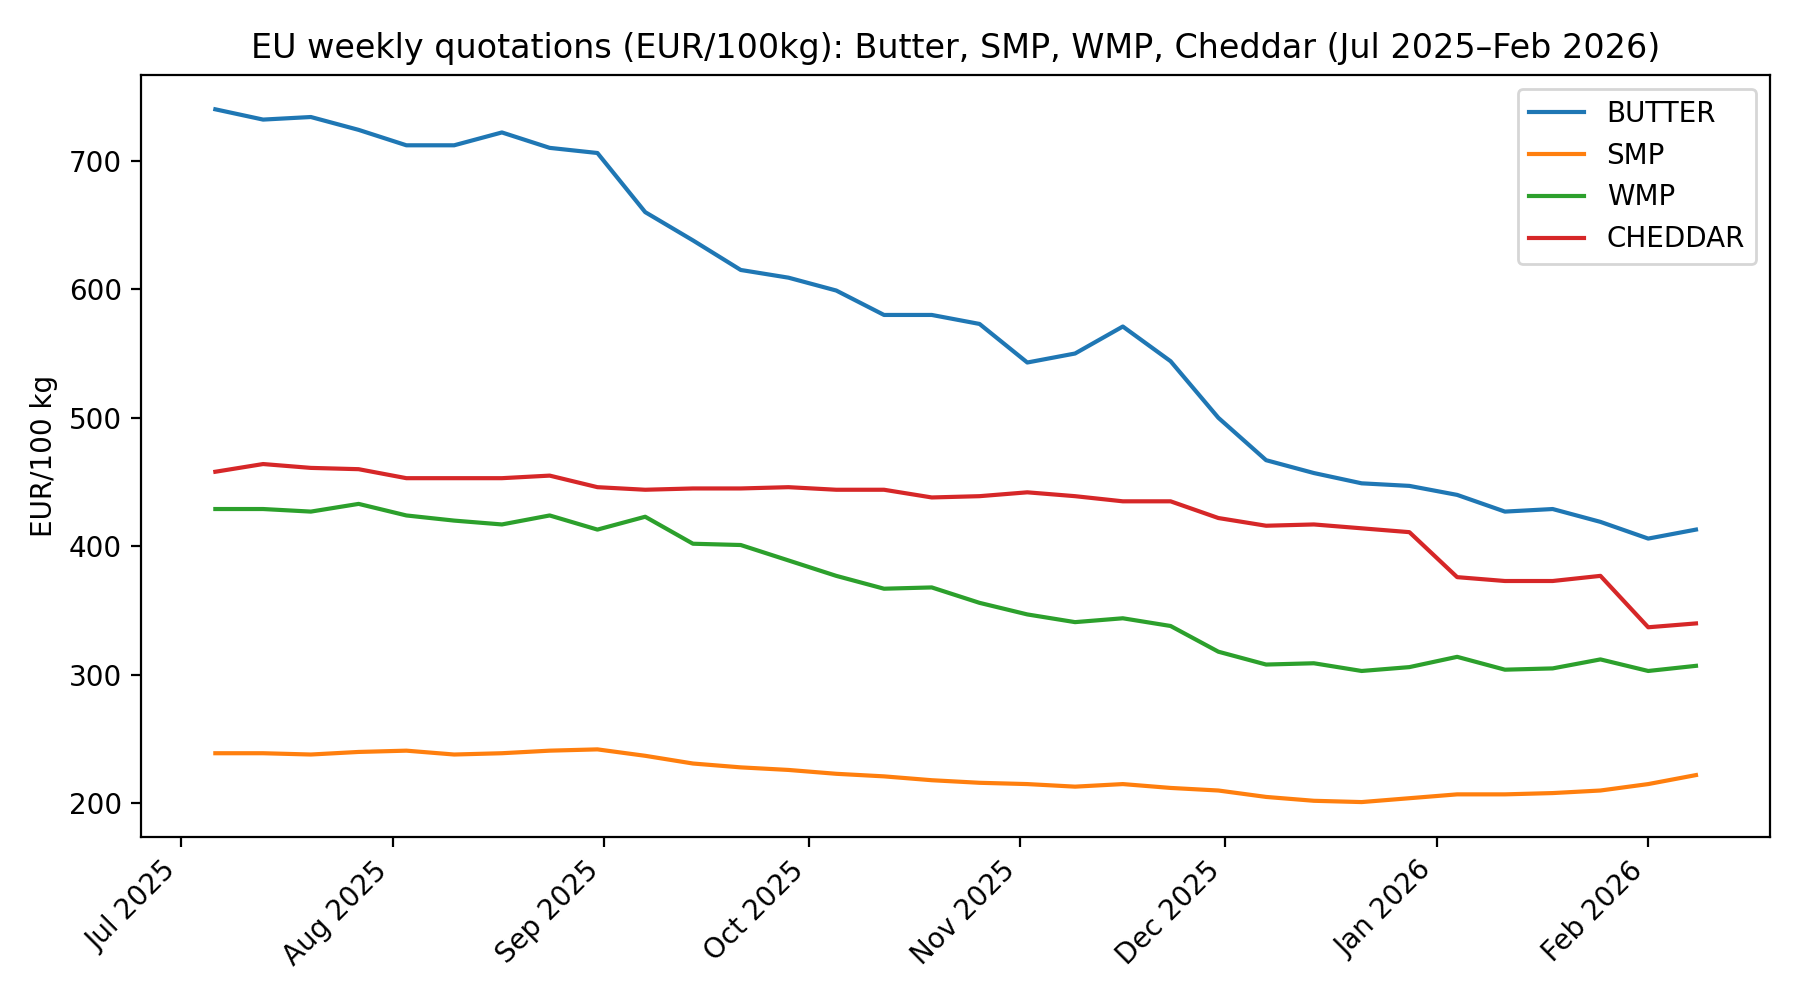 EU weekly quotations (EUR/100kg): Butter, SMP, WMP, Cheddar (Jul 2025–Feb 2026)
BUTTER
SMP
WMP
CHEDDAR
EUR/100 kg
700
600
500
400
300
200
Jul 2025
Aug 2025
Sep 2025
Oct 2025
Nov 2025
Dec 2025
Jan 2026
Feb 2026